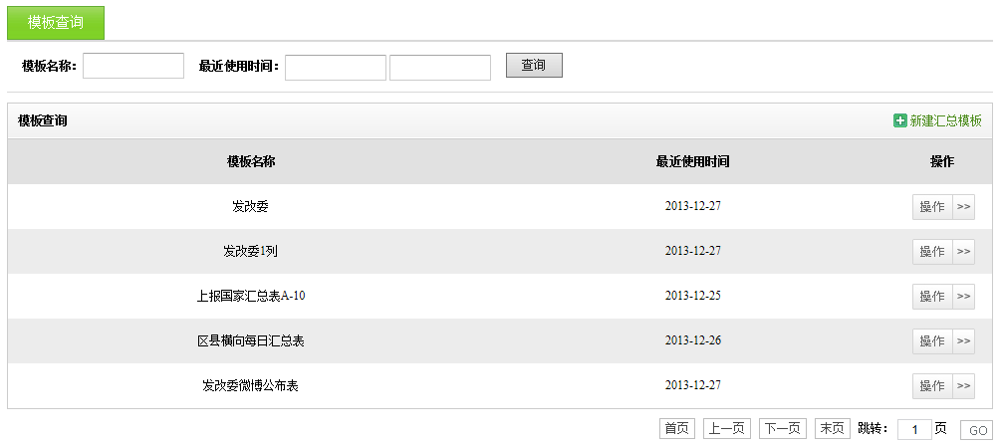 模板查询
模板名称： 最近使用时间： 查询
模板查询 新建汇总模板
模板名称 最近使用时间 操作
发改委 2013-12-27 操作 >>
发改委1列 2013-12-27 操作 >>
上报国家汇总表A-10 2013-12-25 操作 >>
区县横向每日汇总表 2013-12-26 操作 >>
发改委微博公布表 2013-12-27 操作 >>
首页 上一页 下一页 末页 跳转： 1 页 GO